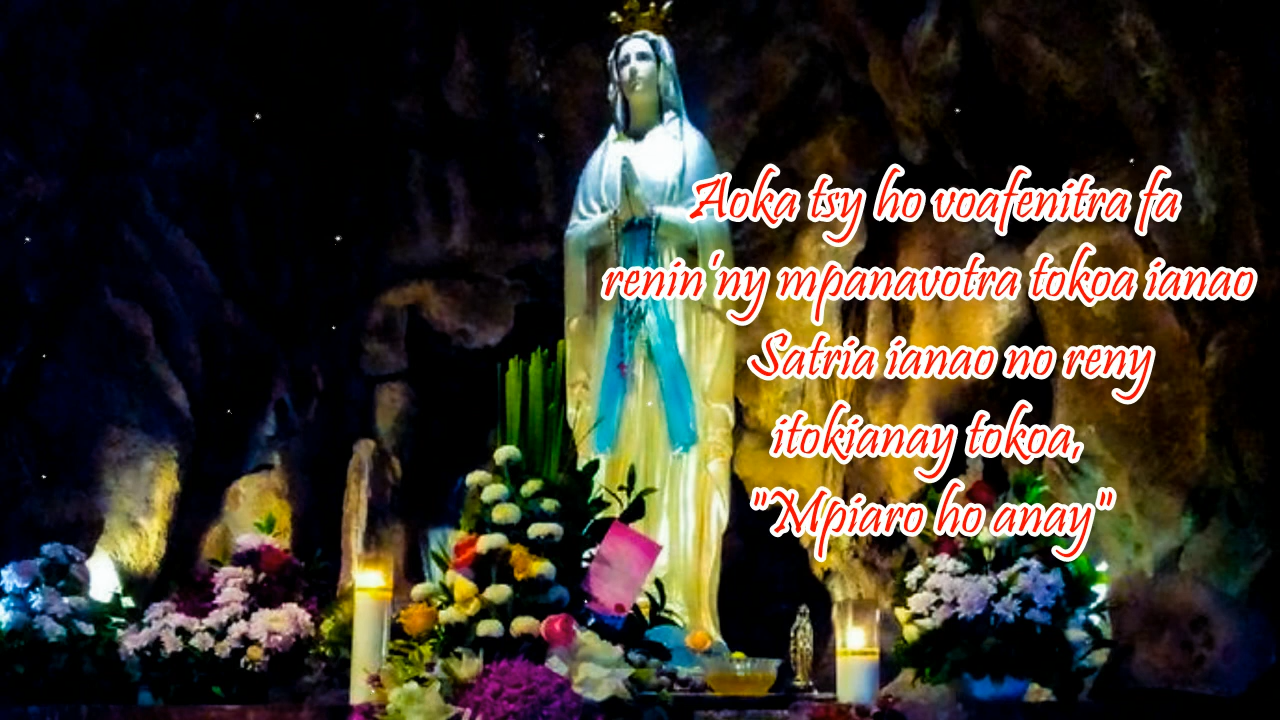 Aoka tsy ho voafenitra fa
renin'ny mpanavotra tokoa ianao
Satria ianao no reny
itokianay tokoa,
"Mpiaro ho anay"